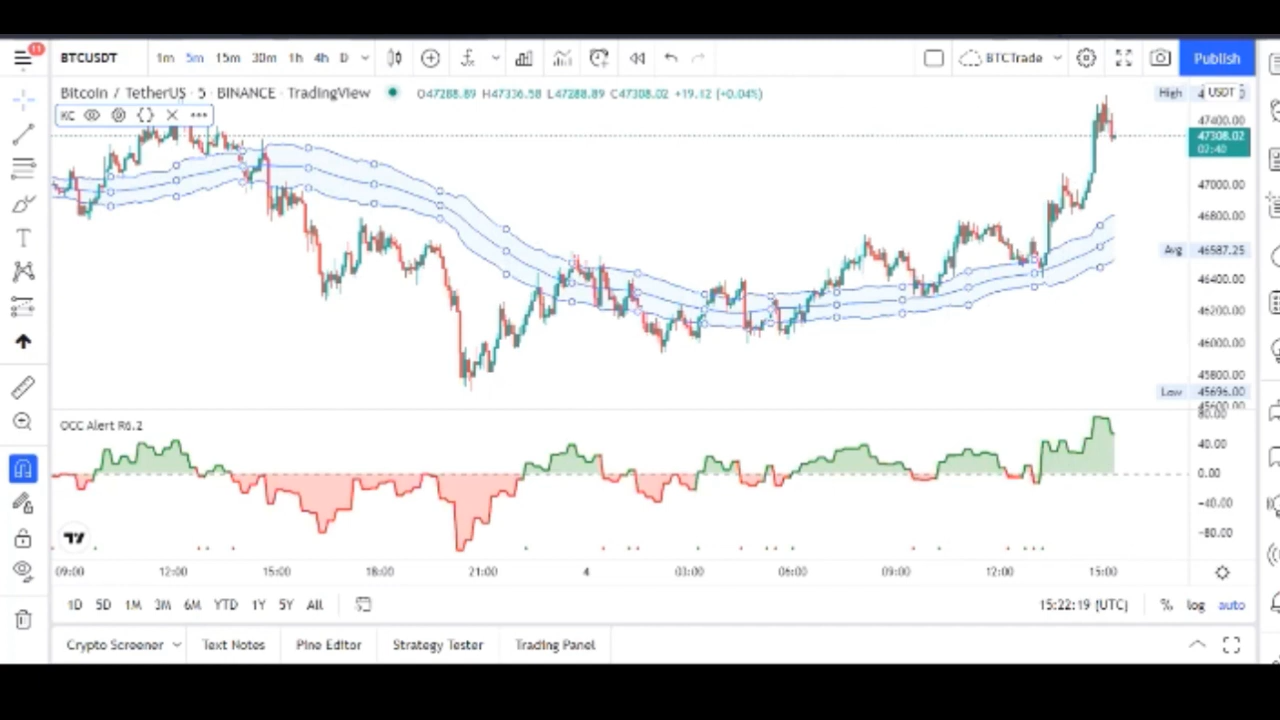 11
BTCUSDT 1m 5m 15m 30m 1h 4h D BTCTrade Publish
Bitcoin / TetherUS · 5 · BINANCE · TradingView O47288.89 H47336.58 L47288.89 C47308.02 +19.12 (+0.04%)
High USDT
KC
47400.00
47308.02
02:40
47000.00
46800.00
Avg 46587.25
46400.00
46200.00
46000.00
45800.00
Low 45696.00
45600.00
OCC Alert R6.2
80.00
40.00
0.00
-40.00
-80.00
09:00 12:00 15:00 18:00 21:00 4 03:00 06:00 09:00 12:00 15:00
1D 5D 1M 3M 6M YTD 1Y 5Y All 15:22:19 (UTC) % log auto
Crypto Screener Text Notes Pine Editor Strategy Tester Trading Panel